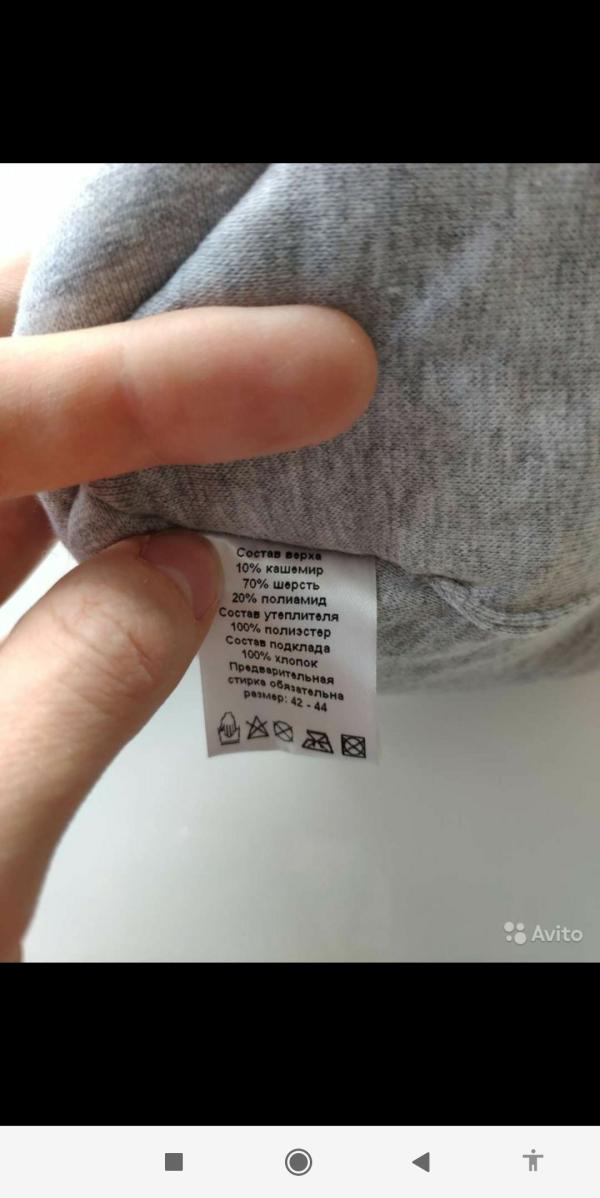 Состав верха
10% кашемир
70% шерсть
20% полиамид
Состав утеплителя
100% полиэстер
Состав подклада
100% хлопок
Предварительная
стирка обязательна
размер: 42 - 44
Avito